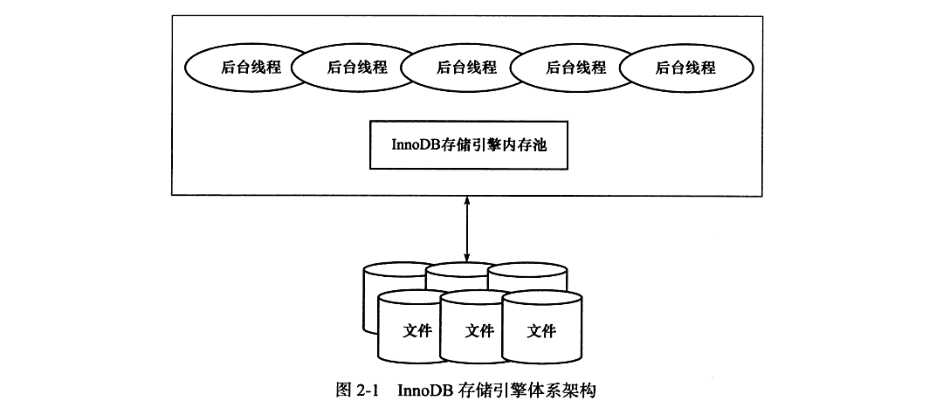 后台线程 后台线程 后台线程 后台线程 后台线程
InnoDB存储引擎内存池
文件 文件 文件
图 2-1 InnoDB 存储引擎体系架构